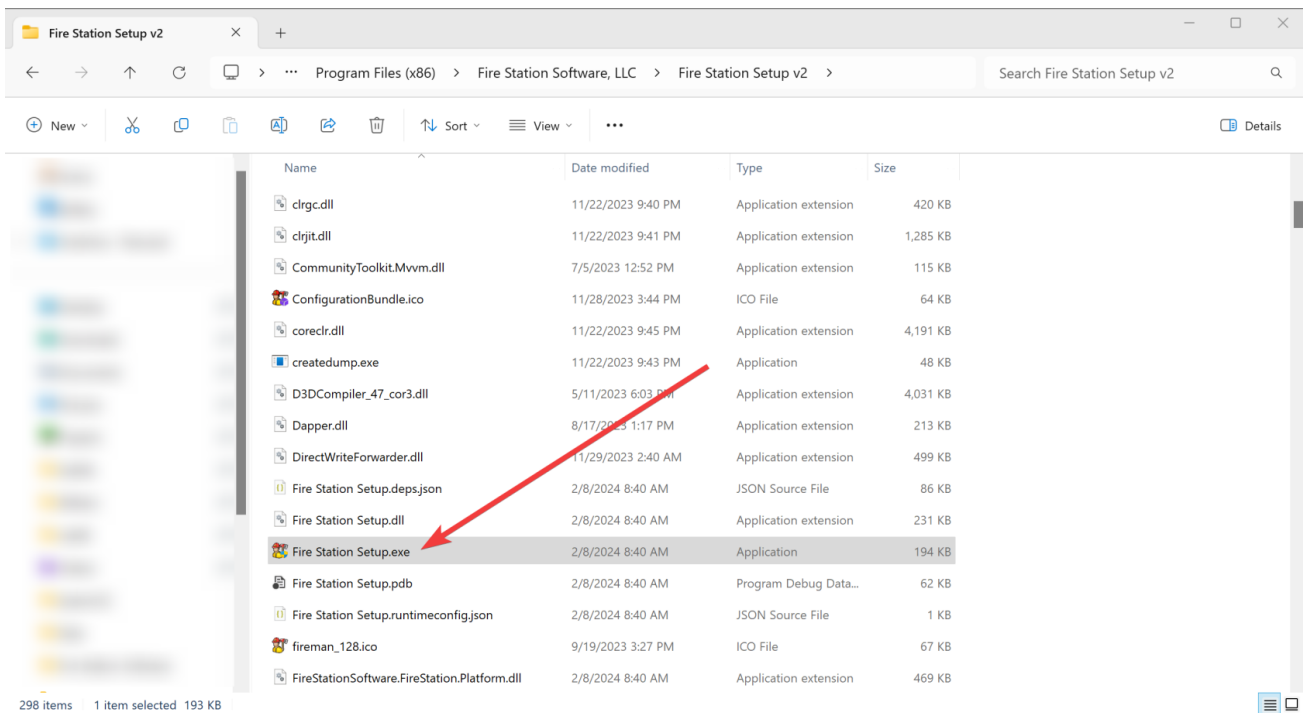 Fire Station Setup v2
Program Files (x86) > Fire Station Software, LLC > Fire Station Setup v2 >
Search Fire Station Setup v2
New
Sort
View
Details
Name Date modified Type Size
clrgc.dll 11/22/2023 9:40 PM Application extension 420 KB
clrjit.dll 11/22/2023 9:41 PM Application extension 1,285 KB
CommunityToolkit.Mvvm.dll 7/5/2023 12:52 PM Application extension 115 KB
ConfigurationBundle.ico 11/28/2023 3:44 PM ICO File 64 KB
coreclr.dll 11/22/2023 9:45 PM Application extension 4,191 KB
createdump.exe 11/22/2023 9:43 PM Application 48 KB
D3DCompiler_47_cor3.dll 5/11/2023 6:03 PM Application extension 4,031 KB
Dapper.dll 8/17/2023 1:17 PM Application extension 213 KB
DirectWriteForwarder.dll 11/29/2023 2:40 AM Application extension 499 KB
Fire Station Setup.deps.json 2/8/2024 8:40 AM JSON Source File 86 KB
Fire Station Setup.dll 2/8/2024 8:40 AM Application extension 231 KB
Fire Station Setup.exe 2/8/2024 8:40 AM Application 194 KB
Fire Station Setup.pdb 2/8/2024 8:40 AM Program Debug Data... 62 KB
Fire Station Setup.runtimeconfig.json 2/8/2024 8:40 AM JSON Source File 1 KB
fireman_128.ico 9/19/2023 3:27 PM ICO File 67 KB
FireStationSoftware.FireStation.Platform.dll 2/8/2024 8:40 AM Application extension 469 KB
298 items 1 item selected 193 KB